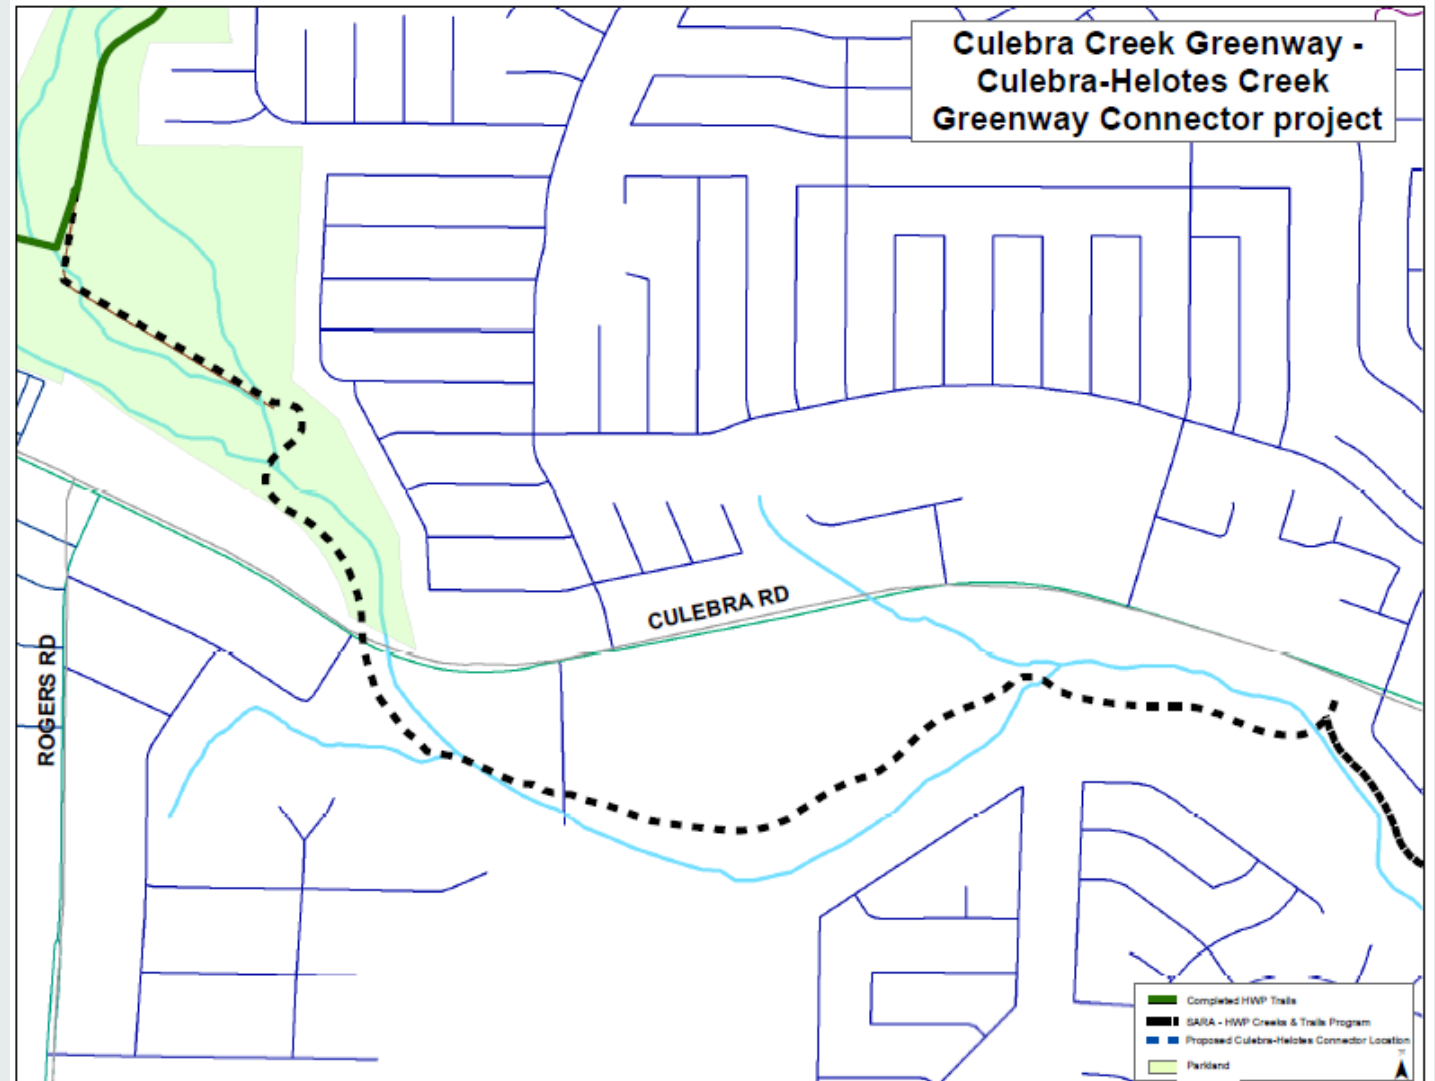 Culebra Creek Greenway -
Culebra-Helotes Creek
Greenway Connector project
CULEBRA RD
ROGERS RD
Completed HWP Trails
SARA - HWP Creeks & Trails Program
Proposed Culebra-Helotes Connector Location
Parkland